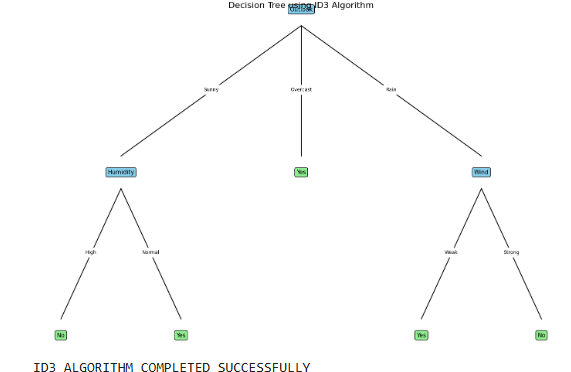 Decision Tree using ID3 Algorithm
Outlook
Sunny Overcast Rain
Humidity Yes Wind
High Normal Weak Strong
No Yes Yes No
ID3 ALGORITHM COMPLETED SUCCESSFULLY